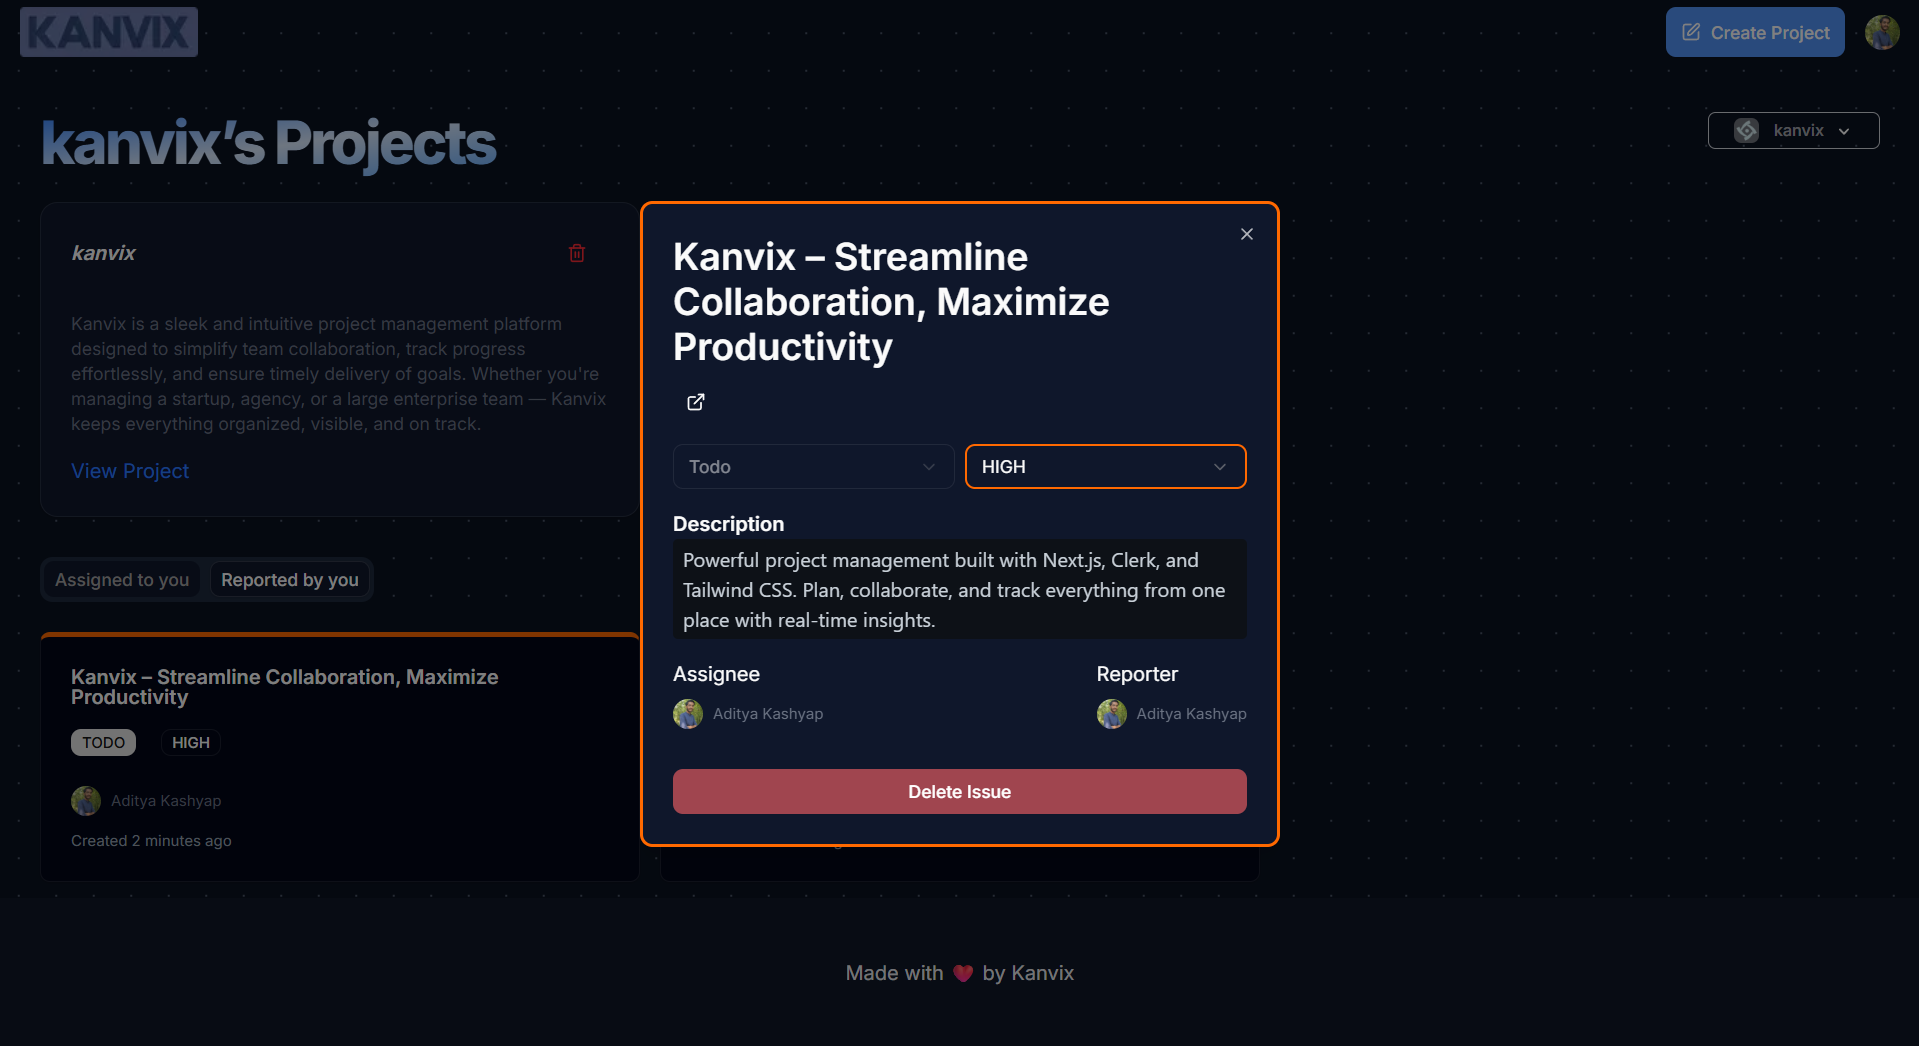 KANVIX
Create Project
kanvix's Projects
kanvix
kanvix
Kanvix is a sleek and intuitive project management platform
designed to simplify team collaboration, track progress
effortlessly, and ensure timely delivery of goals. Whether you're
managing a startup, agency, or a large enterprise team — Kanvix
keeps everything organized, visible, and on track.
View Project
Assigned to you
Reported by you
Kanvix – Streamline Collaboration, Maximize
Productivity
TODO
HIGH
Aditya Kashyap
Created 2 minutes ago
Kanvix – Streamline
Collaboration, Maximize
Productivity
Todo
HIGH
Description
Powerful project management built with Next.js, Clerk, and
Tailwind CSS. Plan, collaborate, and track everything from one
place with real-time insights.
Assignee
Reporter
Aditya Kashyap
Aditya Kashyap
Delete Issue
Made with ❤️ by Kanvix